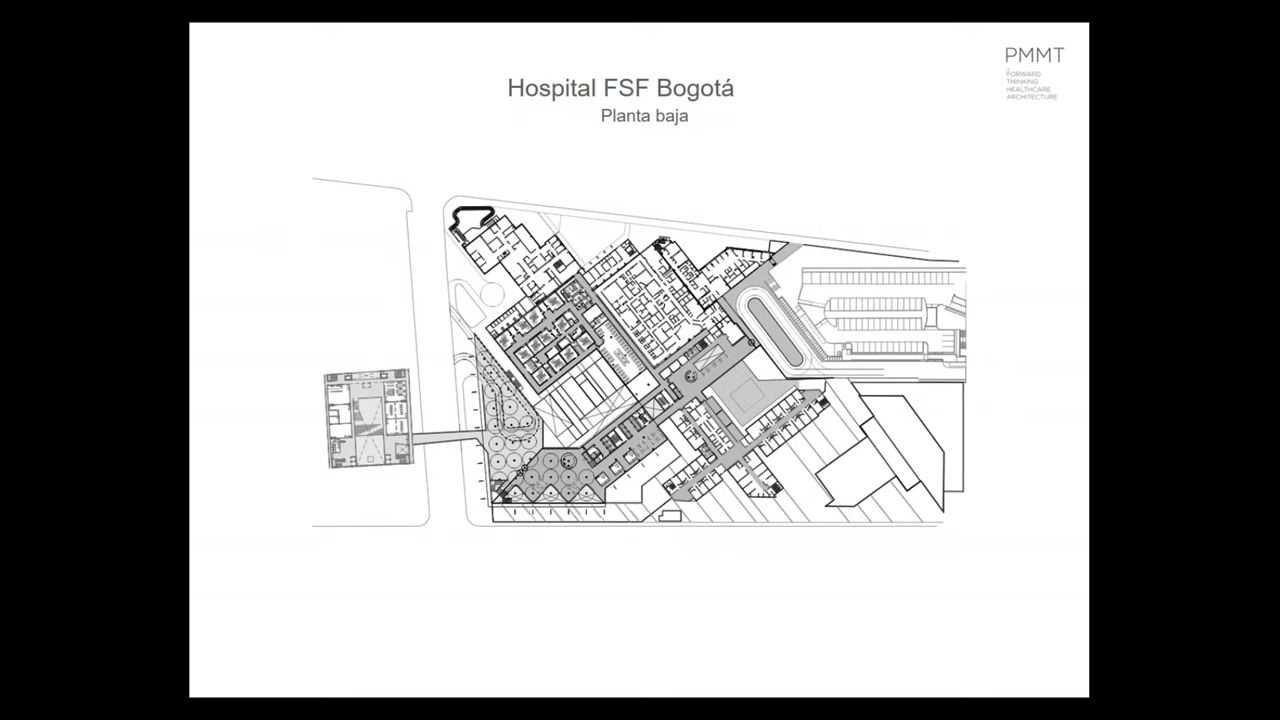 Hospital FSF Bogotá
Planta baja
PMMT
FORWARD
THINKING
HEALTHCARE
ARCHITECTURE